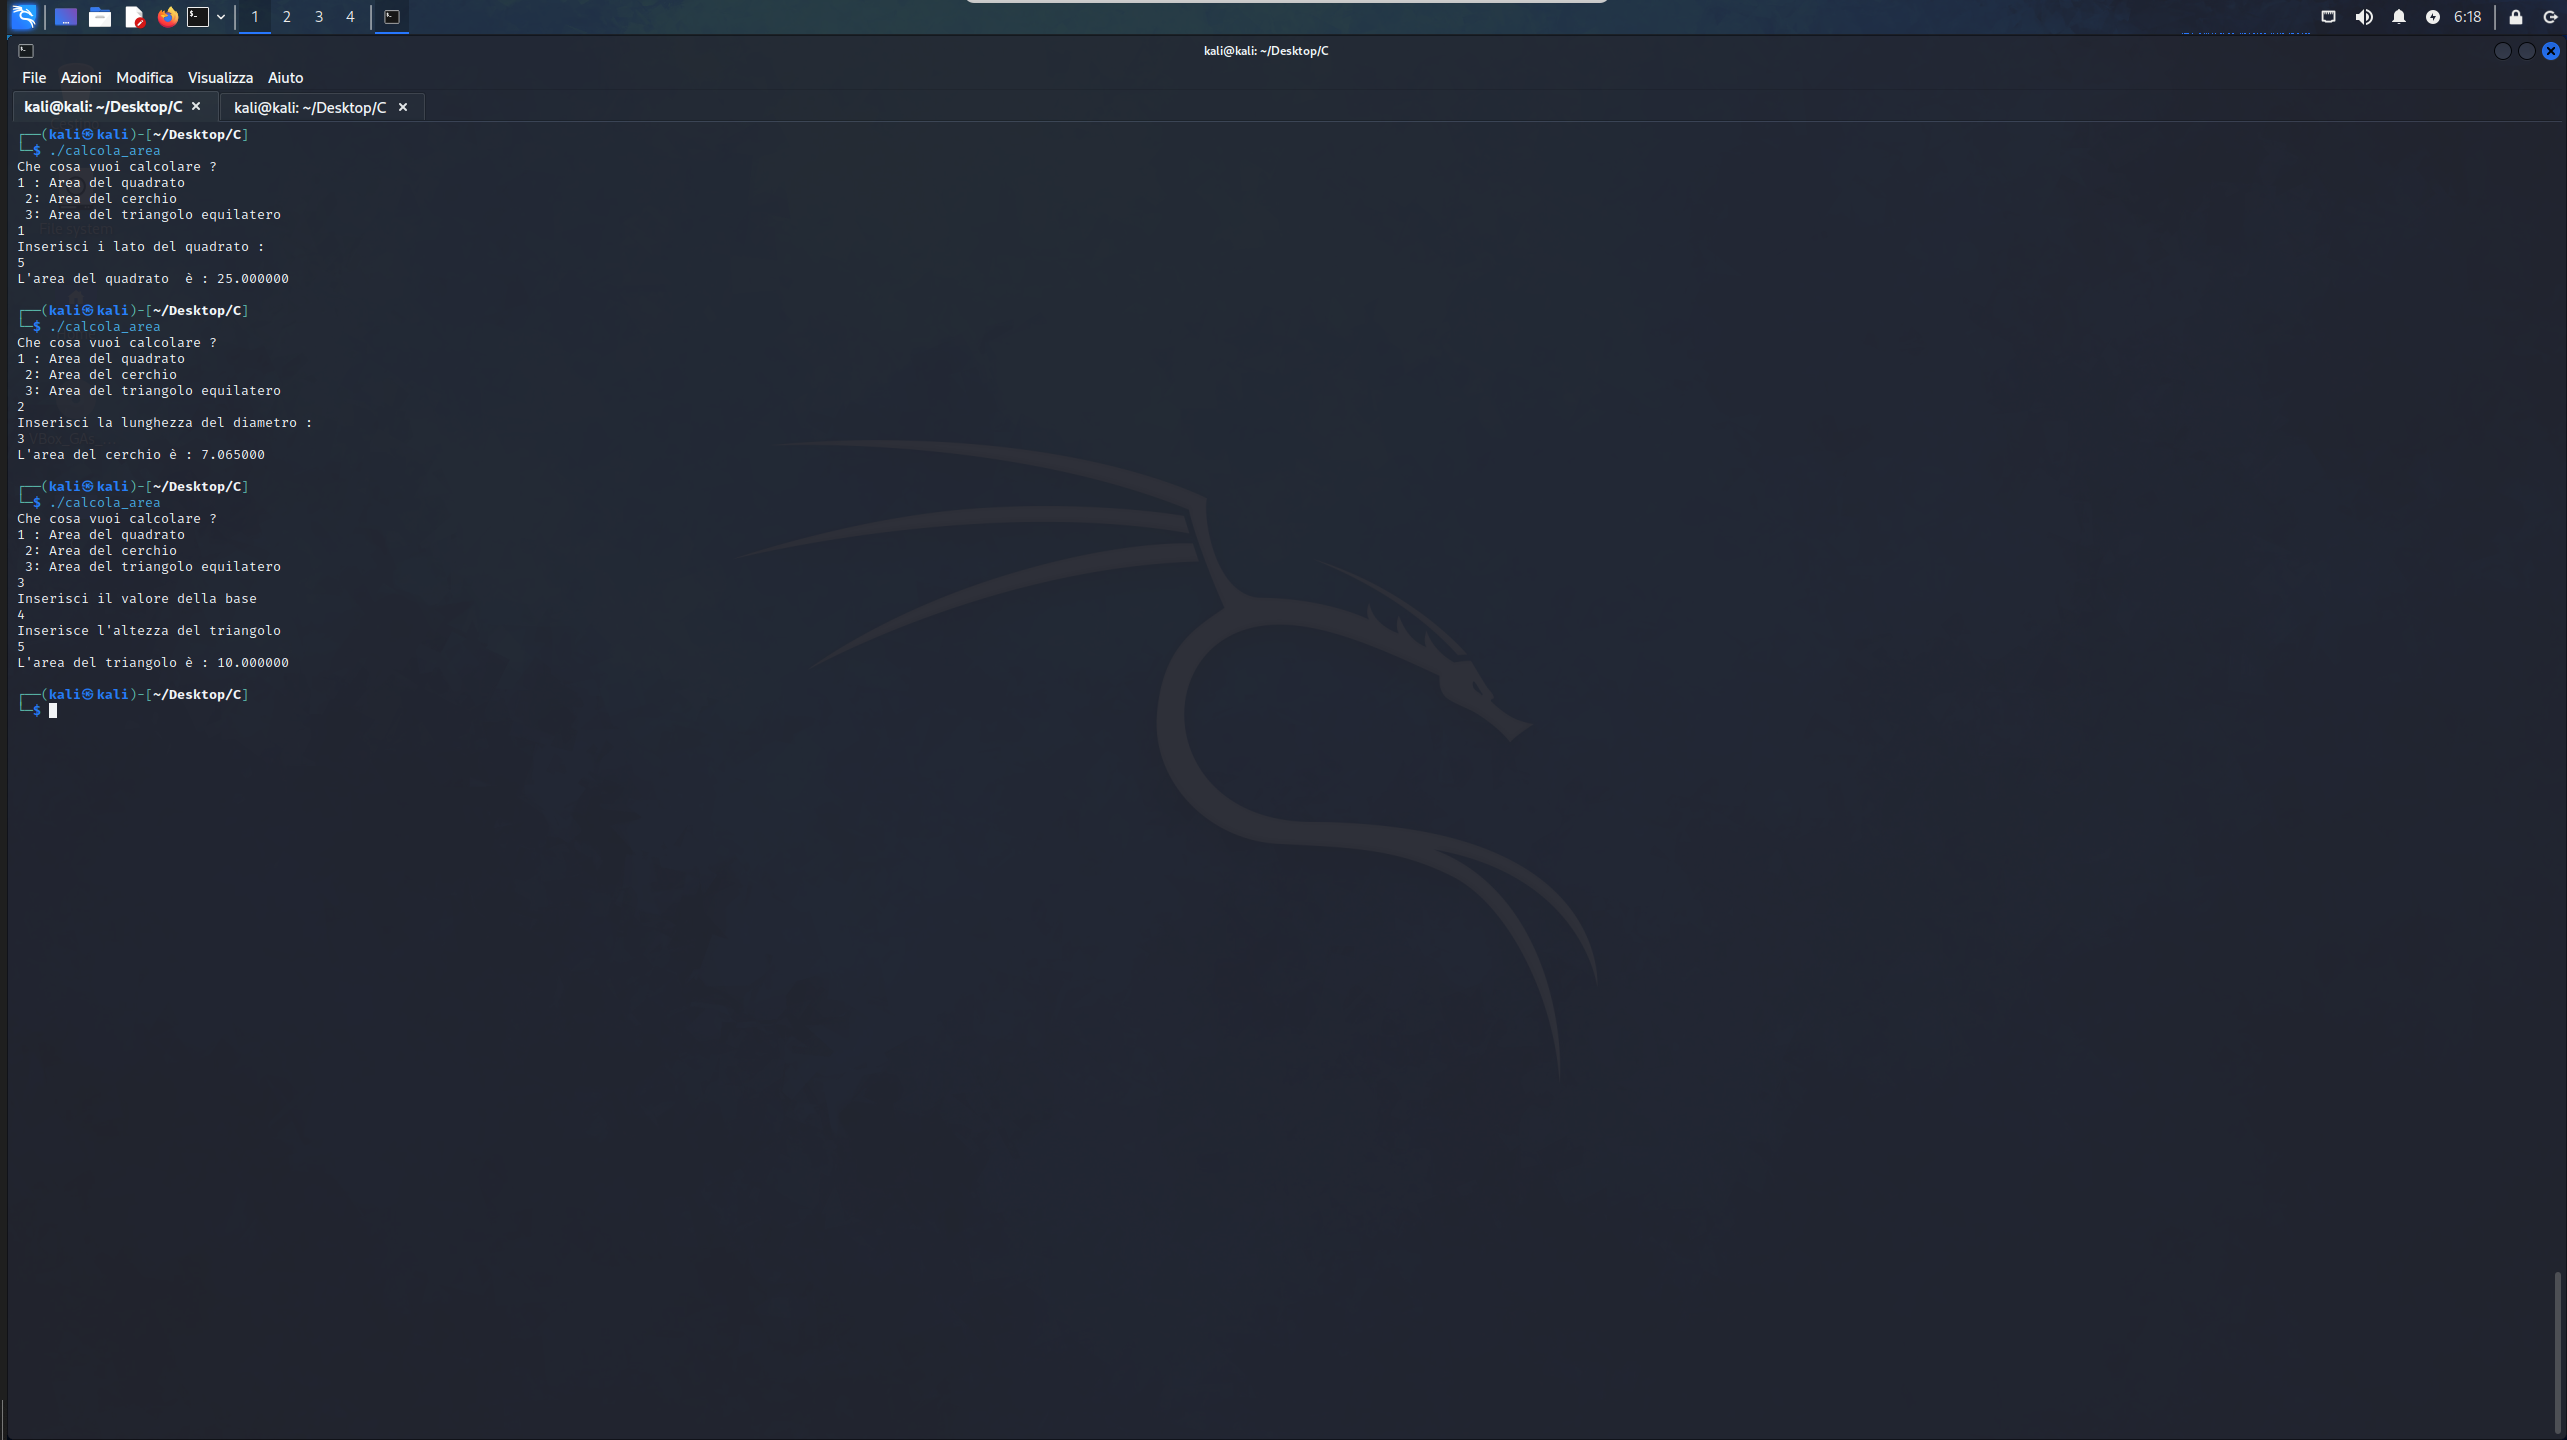 1 2 3 4 6:18
kali@kali: ~/Desktop/C
File Azioni Modifica Visualizza Aiuto
kali@kali: ~/Desktop/C kali@kali: ~/Desktop/C
┌──(kali㉿kali)-[~/Desktop/C]
└─$ ./calcola_area
Che cosa vuoi calcolare ?
1 : Area del quadrato
 2: Area del cerchio
 3: Area del triangolo equilatero
1
Inserisci i lato del quadrato :
5
L'area del quadrato  è : 25.000000
┌──(kali㉿kali)-[~/Desktop/C]
└─$ ./calcola_area
Che cosa vuoi calcolare ?
1 : Area del quadrato
 2: Area del cerchio
 3: Area del triangolo equilatero
2
Inserisci la lunghezza del diametro :
3
L'area del cerchio è : 7.065000
┌──(kali㉿kali)-[~/Desktop/C]
└─$ ./calcola_area
Che cosa vuoi calcolare ?
1 : Area del quadrato
 2: Area del cerchio
 3: Area del triangolo equilatero
3
Inserisci il valore della base
4
Inserisce l'altezza del triangolo
5
L'area del triangolo è : 10.000000
┌──(kali㉿kali)-[~/Desktop/C]
└─$